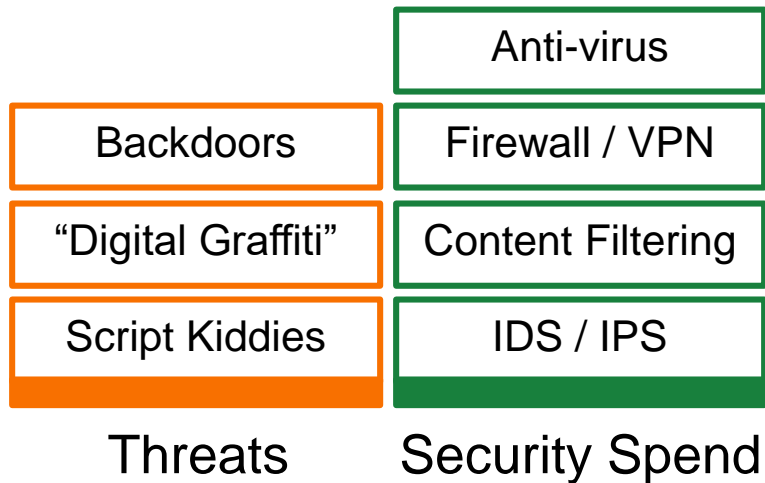 Anti-virus
Backdoors
Firewall / VPN
“Digital Graffiti”
Content Filtering
Script Kiddies
IDS / IPS
Threats
Security Spend